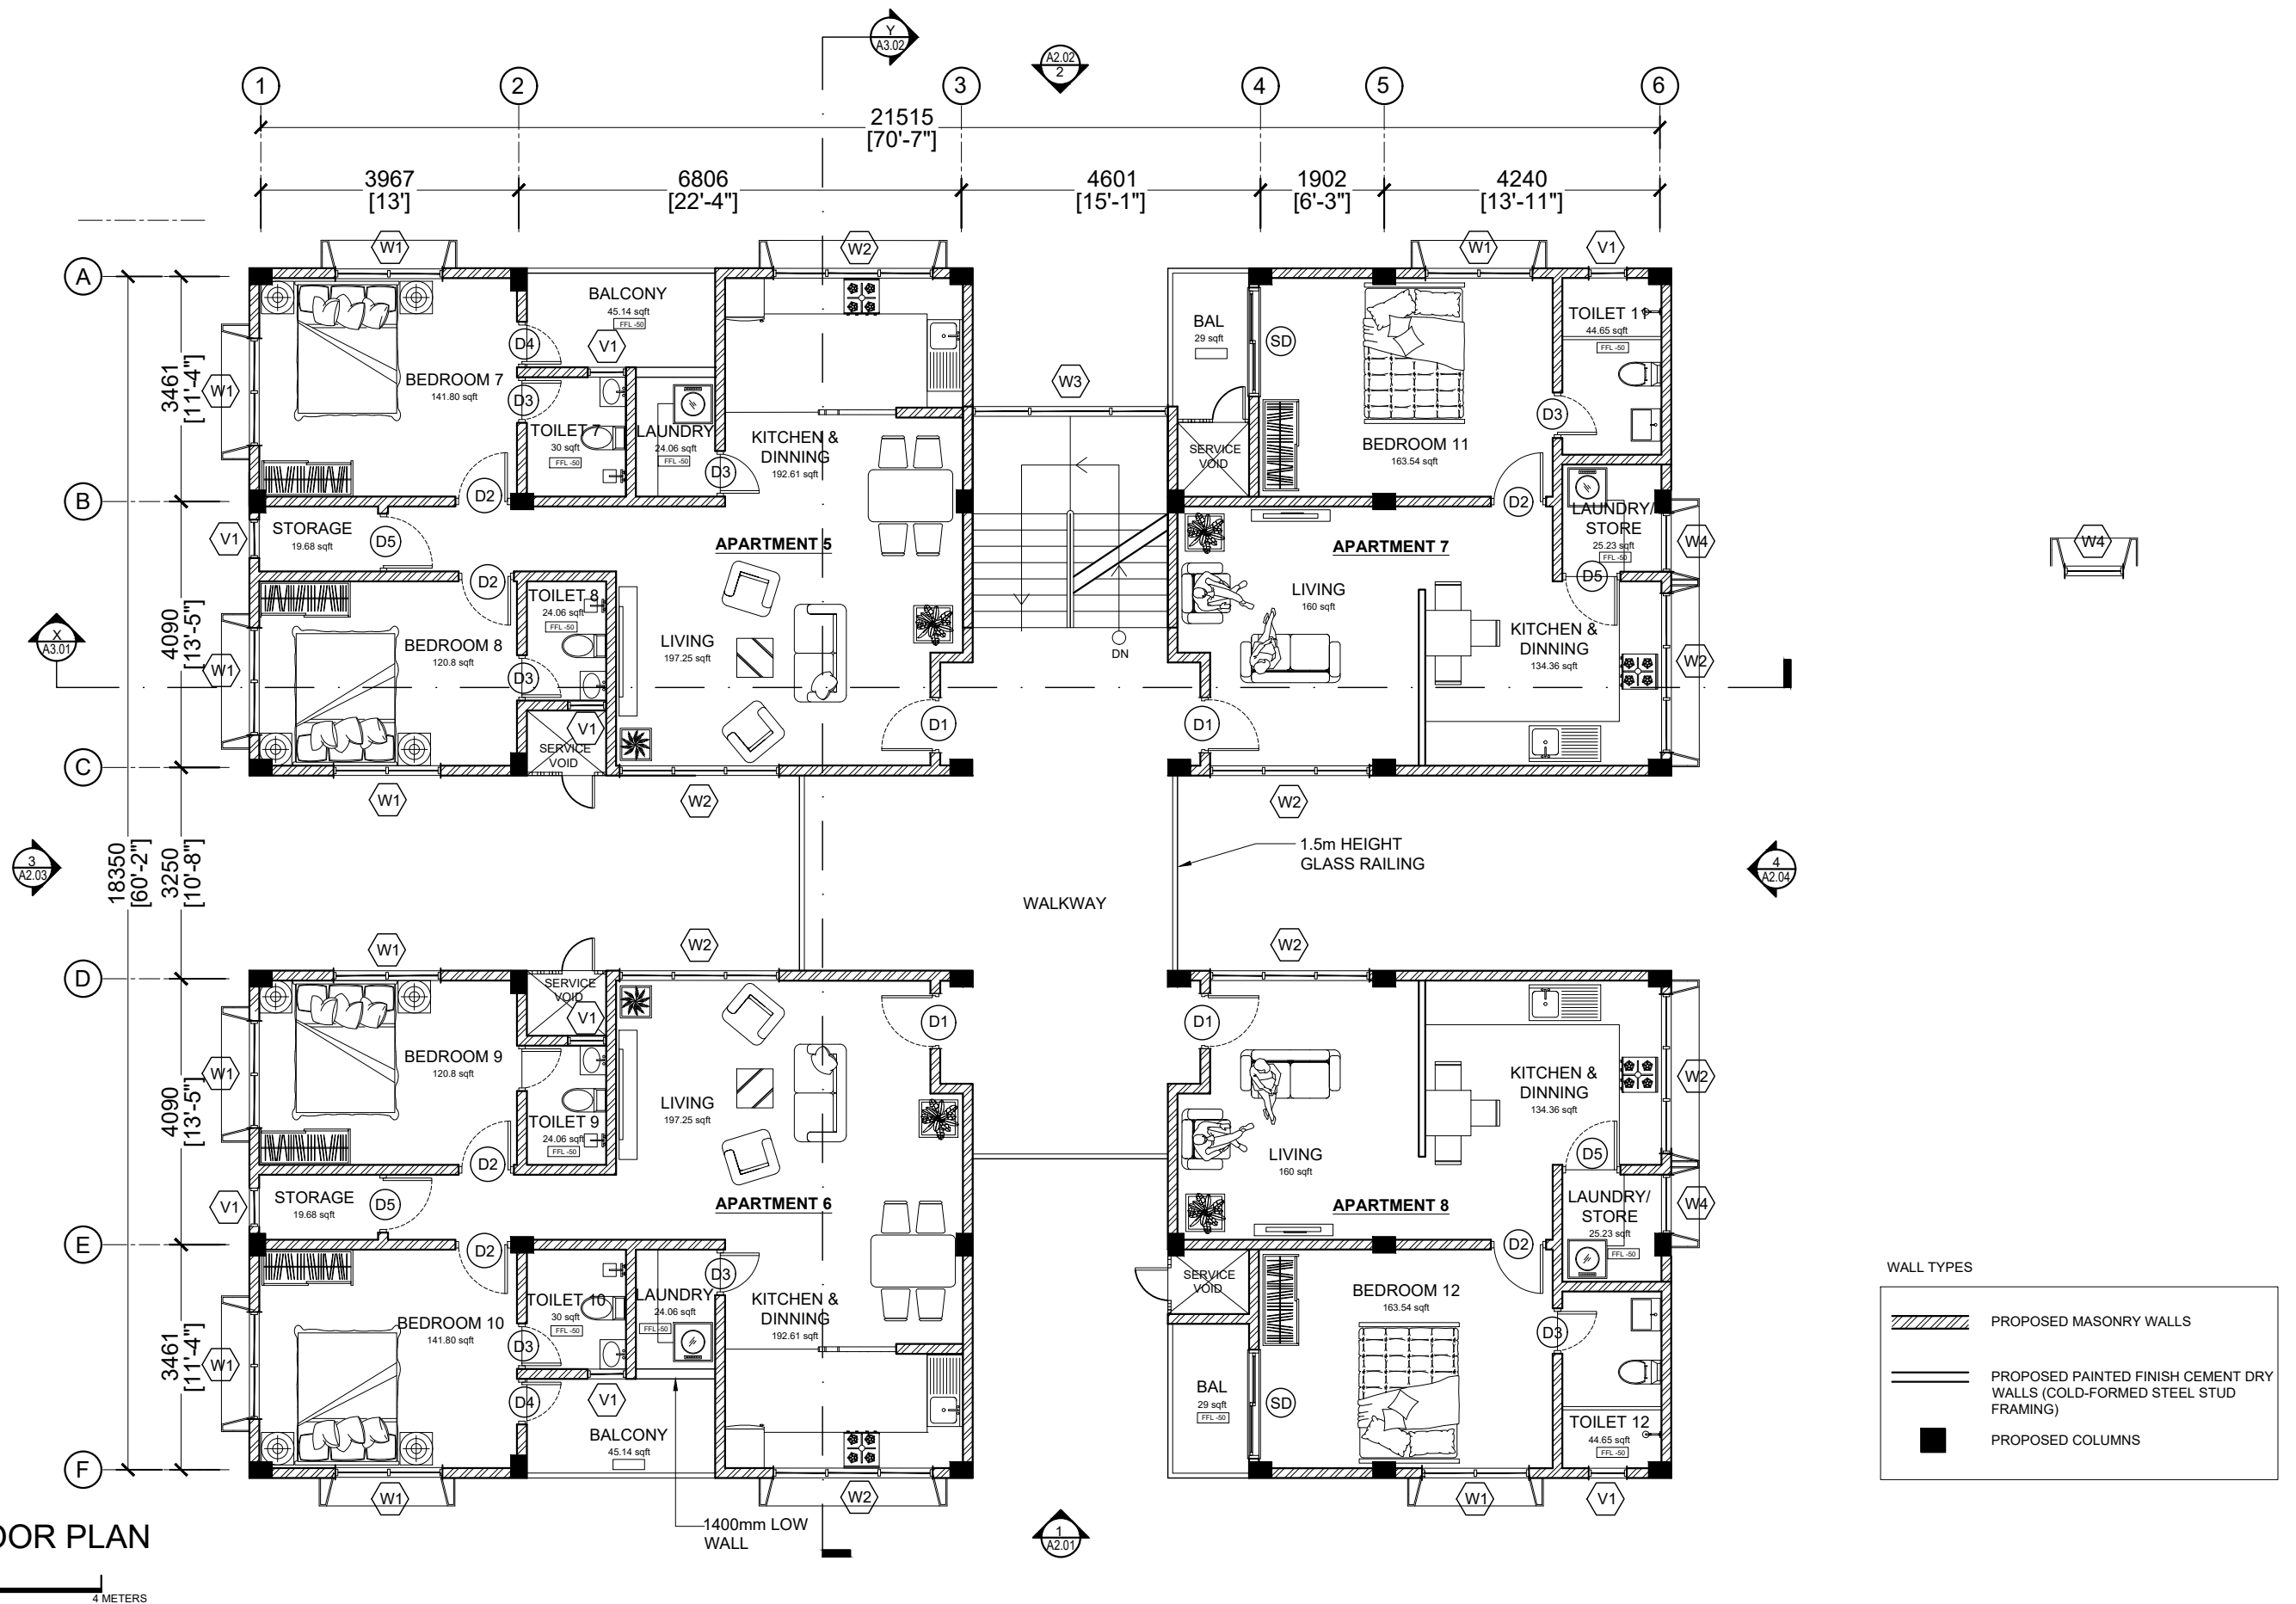 Y
A3.02
A2.02
2
1
2
3
4
5
6
21515
[70'-7"]
3967
[13']
6806
[22'-4"]
4601
[15'-1"]
1902
[6'-3"]
4240
[13'-11"]
A
B
C
D
E
F
3461
[11'-4"]
4090
[13'-5"]
18350
[60'-2"]
3250
[10'-8"]
4090
[13'-5"]
3461
[11'-4"]
X
A3.01
3
A2.03
4
A2.04
1
A2.01
W1
W2
W1
V1
BALCONY
45.14 sqft
FFL -50
V1
D4
BEDROOM 7
141.80 sqft
W1
D3
TOILET 7
30 sqft
FFL -50
LAUNDRY
24.06 sqft
FFL -50
D3
KITCHEN &
DINNING
192.61 sqft
D2
STORAGE
19.68 sqft
V1
D5
APARTMENT 5
D2
TOILET 8
24.06 sqft
FFL -50
BEDROOM 8
120.8 sqft
W1
D3
LIVING
197.25 sqft
V1
SERVICE
VOID
D1
W1
W2
W3
DN
BAL
29 sqft
SD
SERVICE
VOID
BEDROOM 11
163.54 sqft
TOILET 11
44.65 sqft
FFL -50
D3
D2
LAUNDRY/
STORE
25.23 sqft
FFL -50
W4
D5
APARTMENT 7
LIVING
160 sqft
KITCHEN &
DINNING
134.36 sqft
W2
D1
W2
W4
1.5m HEIGHT
GLASS RAILING
WALKWAY
W1
W2
W2
SERVICE
VOID
V1
D1
D1
BEDROOM 9
120.8 sqft
W1
TOILET 9
24.06 sqft
FFL -50
LIVING
197.25 sqft
D2
STORAGE
19.68 sqft
V1
D5
APARTMENT 6
D2
D3
TOILET 10
30 sqft
FFL -50
LAUNDRY
24.06 sqft
FFL -50
KITCHEN &
DINNING
192.61 sqft
BEDROOM 10
141.80 sqft
W1
D3
D4
V1
BALCONY
45.14 sqft
W1
W2
1400mm LOW
WALL
KITCHEN &
DINNING
134.36 sqft
W2
LIVING
160 sqft
D5
APARTMENT 8
LAUNDRY/
STORE
25.23 sqft
FFL -50
W4
D2
SERVICE
VOID
BEDROOM 12
163.54 sqft
D3
BAL
29 sqft
FFL -50
SD
TOILET 12
44.65 sqft
FFL -50
W1
V1
WALL TYPES
PROPOSED MASONRY WALLS
PROPOSED PAINTED FINISH CEMENT DRY
WALLS (COLD-FORMED STEEL STUD
FRAMING)
PROPOSED COLUMNS
OOR PLAN
4 METERS